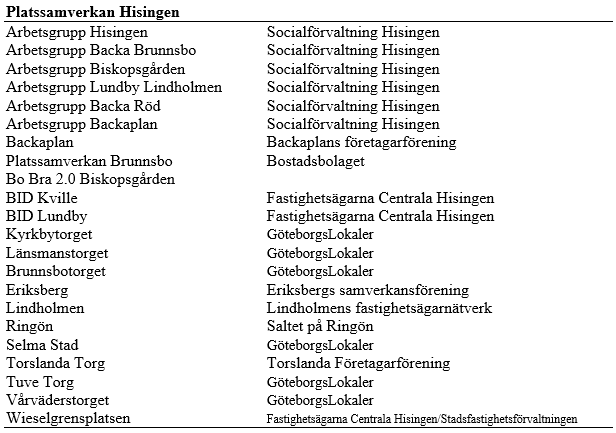 Platssamverkan Hisingen
Arbetsgrupp Hisingen Socialförvaltning Hisingen
Arbetsgrupp Backa Brunnsbo Socialförvaltning Hisingen
Arbetsgrupp Biskopsgården Socialförvaltning Hisingen
Arbetsgrupp Lundby Lindholmen Socialförvaltning Hisingen
Arbetsgrupp Backa Röd Socialförvaltning Hisingen
Arbetsgrupp Backaplan Socialförvaltning Hisingen
Backaplan Backaplans företagarförening
Platssamverkan Brunnsbo Bostadsbolaget
Bo Bra 2.0 Biskopsgården
BID Kville Fastighetsägarna Centrala Hisingen
BID Lundby Fastighetsägarna Centrala Hisingen
Kyrkbytorget GöteborgsLokaler
Länsmanstorget GöteborgsLokaler
Brunnsbotorget GöteborgsLokaler
Eriksberg Eriksbergs samverkansförening
Lindholmen Lindholmens fastighetsägarnätverk
Ringön Saltet på Ringön
Selma Stad GöteborgsLokaler
Torslanda Torg Torslanda Företagarförening
Tuve Torg GöteborgsLokaler
Vårväderstorget GöteborgsLokaler
Wieselgrensplatsen Fastighetsägarna Centrala Hisingen/Stadsfastighetsförvaltningen